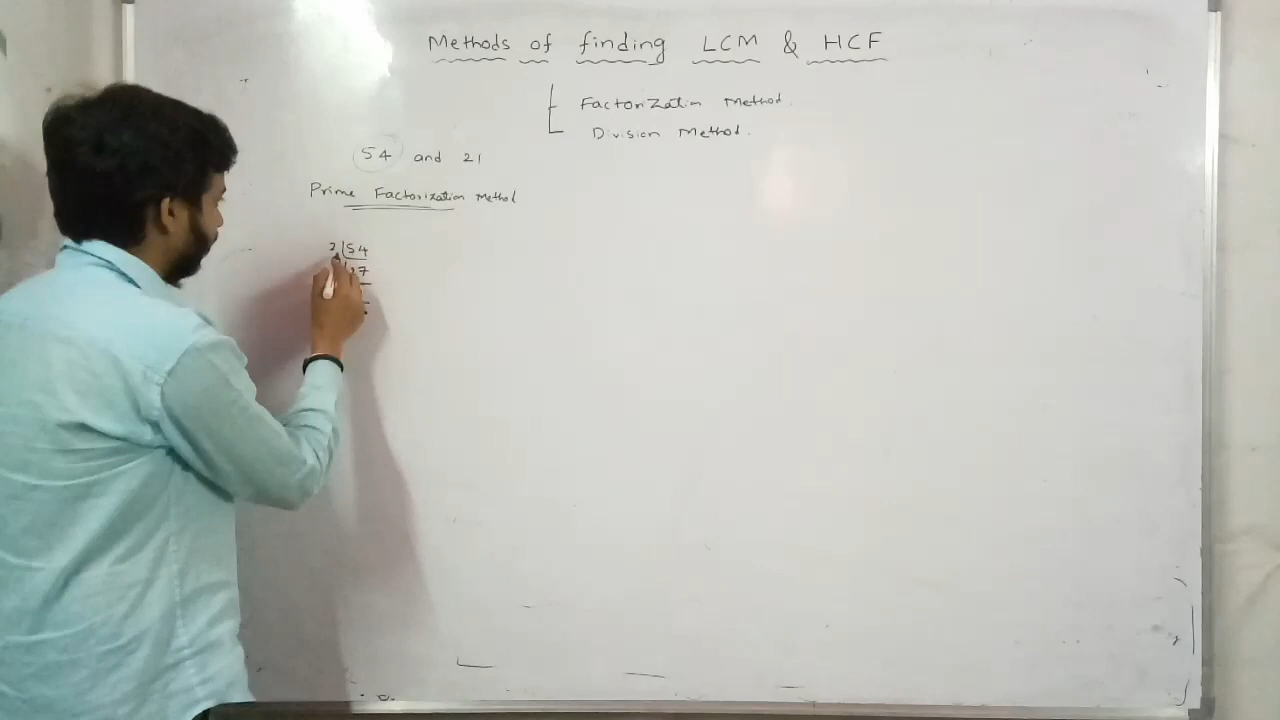 Methods of finding LCM & HCF
Factorization Method.
Division Method.
54 and 21
Prime Factorization Method
2 54
27